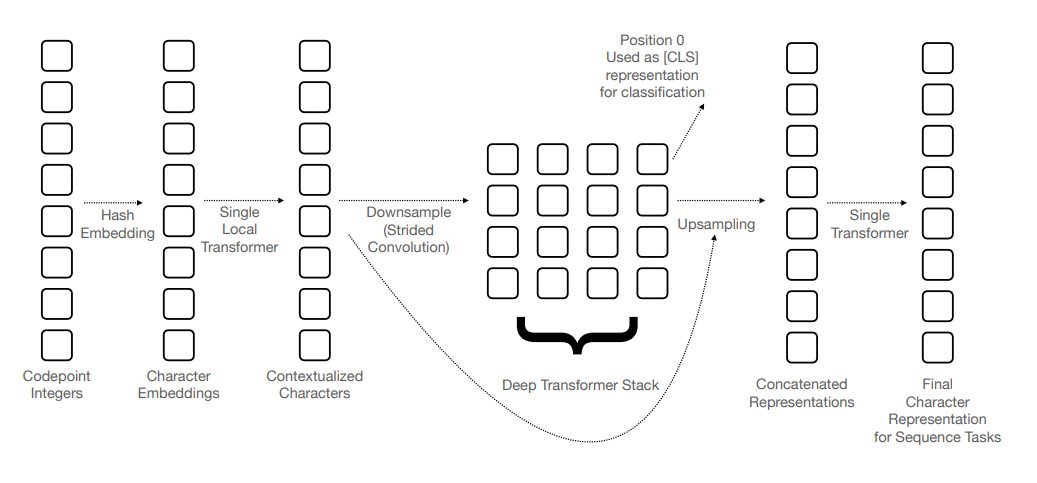 Position 0
Used as [CLS]
representation
for classification
Hash
Embedding
Single
Local
Transformer
Downsample
(Strided
Convolution)
Upsampling
Single
Transformer
Codepoint
Integers
Character
Embeddings
Contextualized
Characters
Deep Transformer Stack
Concatenated
Representations
Final
Character
Representation
for Sequence Tasks